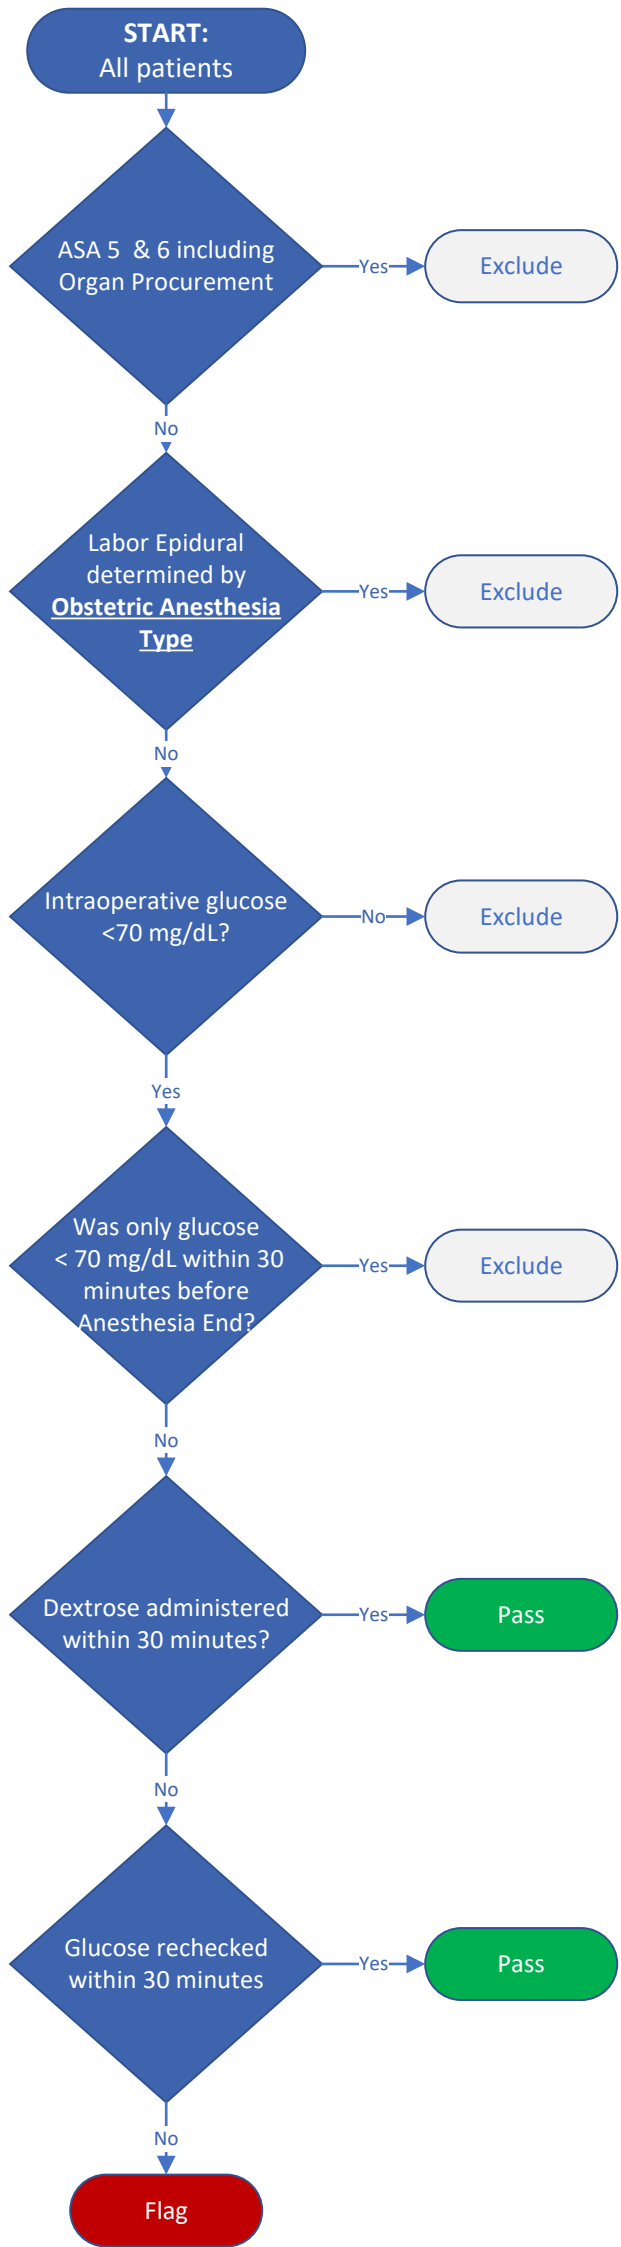 START:
All patients
ASA 5  & 6 including
Organ Procurement
Yes
Exclude
No
Labor Epidural
determined by
Obstetric Anesthesia
Type
Yes
Exclude
No
Intraoperative glucose
<70 mg/dL?
No
Exclude
Yes
Was only glucose
< 70 mg/dL within 30
minutes before
Anesthesia End?
Yes
Exclude
No
Dextrose administered
within 30 minutes?
Yes
Pass
No
Glucose rechecked
within 30 minutes
Yes
Pass
No
Flag